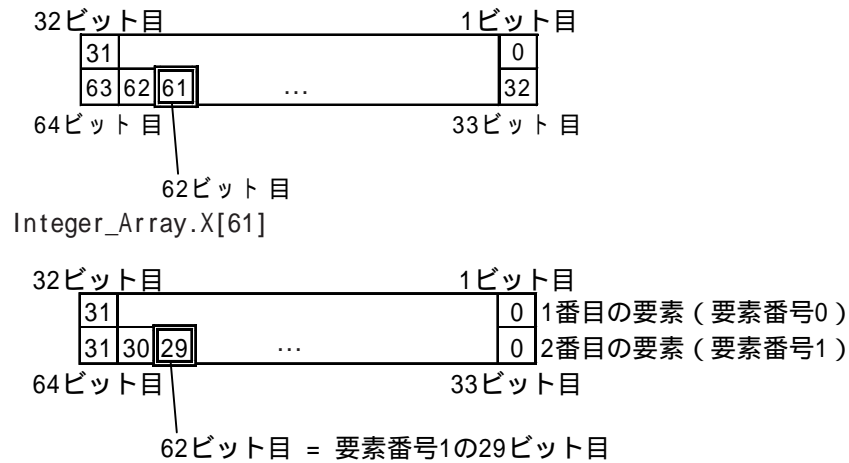 32ビット目 1ビット目
31 0
63 62 61 ... 32
64ビット目 33ビット目
62ビット目
Integer_Array.X[61]
32ビット目 1ビット目
31 0 1番目の要素（要素番号0）
31 30 29 ... 0 2番目の要素（要素番号1）
64ビット目 33ビット目
62ビット目 = 要素番号1の29ビット目